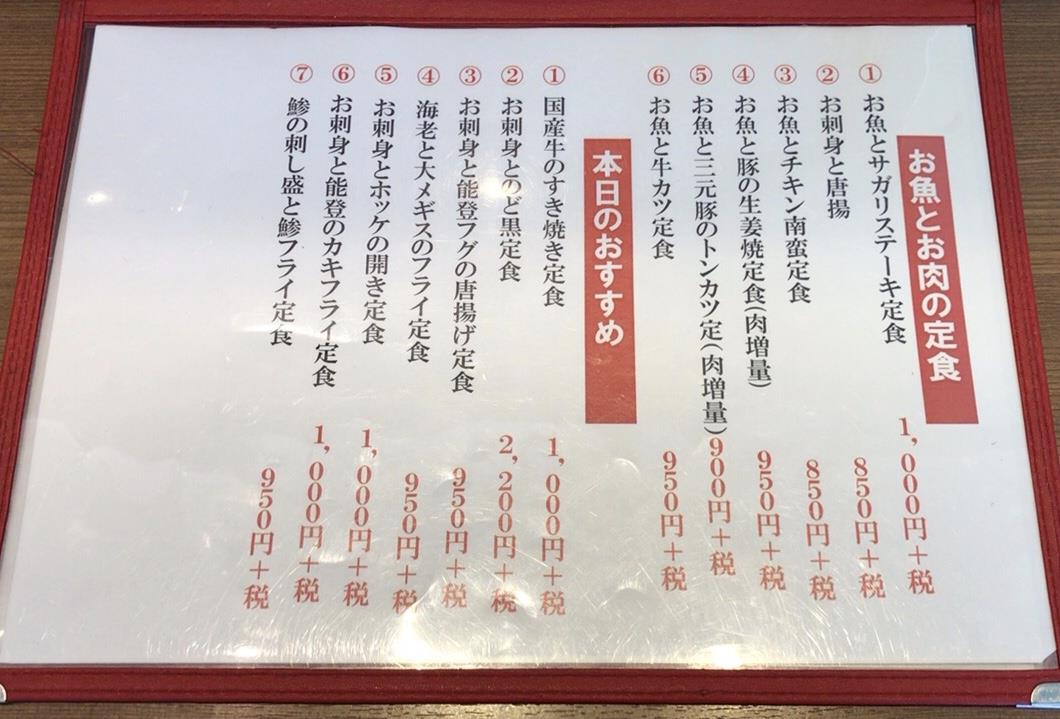 お魚とお肉の定食
① お魚とサガリステーキ定食 1,000円+税
② お刺身と唐揚 850円+税
③ お魚とチキン南蛮定食 850円+税
④ お魚と豚の生姜焼定食(肉増量) 950円+税
⑤ お魚と三元豚のトンカツ定(肉増量) 900円+税
⑥ お魚と牛カツ定食 950円+税
本日のおすすめ
① 国産牛のすき焼き定食 1,000円+税
② お刺身とのど黒定食 2,200円+税
③ お刺身と能登フグの唐揚げ定食 950円+税
④ 海老と大メギスのフライ定食 950円+税
⑤ お刺身とホッケの開き定食 1,000円+税
⑥ お刺身と能登のカキフライ定食 1,000円+税
⑦ 鯵の刺し盛と鯵フライ定食 950円+税